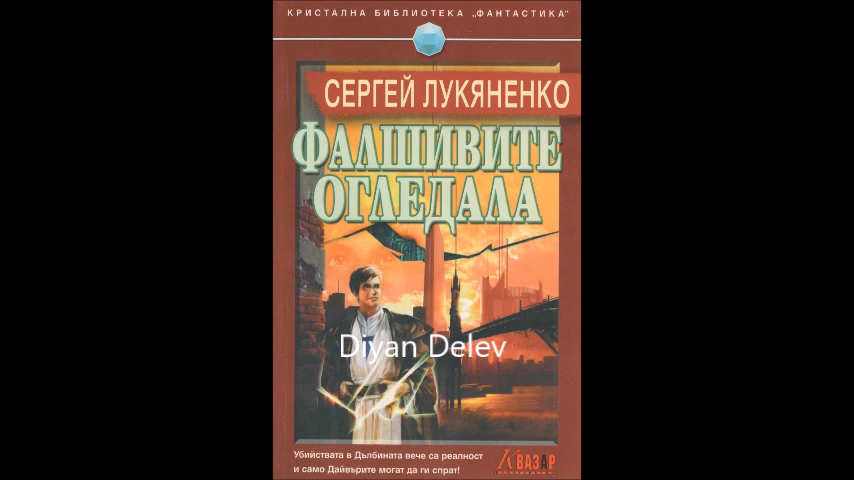 КРИСТАЛНА БИБЛИОТЕКА „ФАНТАСТИКА"
СЕРГЕЙ ЛУКЯНЕНКО
ФАЛШИВИТЕ
ОГЛЕДАЛА
Diyan Delev
Убийствата в Дълбината вече са реалност
и само Дайвърите могат да ги спрат!
КВАЗАР